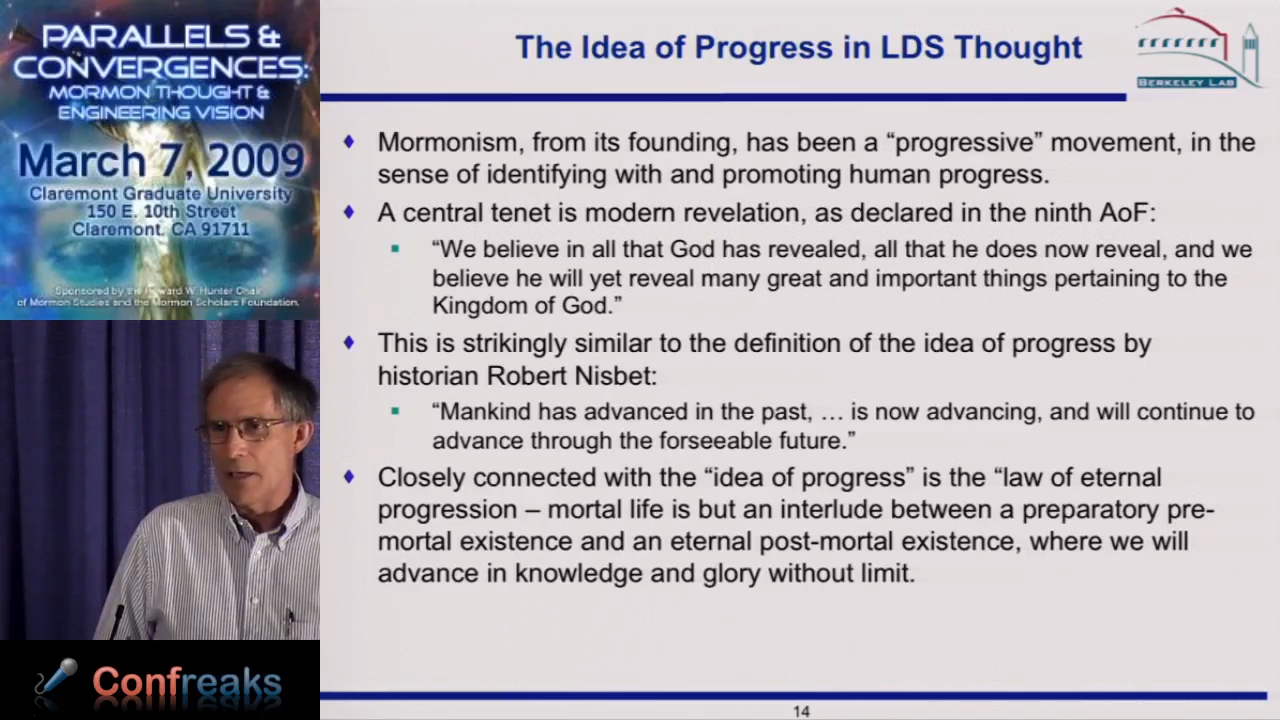 PARALLELS &
CONVERGENCES:
MORMON THOUGHT &
ENGINEERING VISION
March 7, 2009
Claremont Graduate University
150 E. 10th Street
Claremont, CA 91711
Sponsored by the Howard W. Hunter Chair
of Mormon Studies and the Mormon Scholars Foundation.
Confreaks
The Idea of Progress in LDS Thought
BERKELEY LAB
Mormonism, from its founding, has been a “progressive” movement, in the
sense of identifying with and promoting human progress.
A central tenet is modern revelation, as declared in the ninth AoF:
“We believe in all that God has revealed, all that he does now reveal, and we
believe he will yet reveal many great and important things pertaining to the
Kingdom of God.”
This is strikingly similar to the definition of the idea of progress by
historian Robert Nisbet:
“Mankind has advanced in the past, … is now advancing, and will continue to
advance through the forseeable future.”
Closely connected with the “idea of progress” is the “law of eternal
progression – mortal life is but an interlude between a preparatory pre-
mortal existence and an eternal post-mortal existence, where we will
advance in knowledge and glory without limit.
14